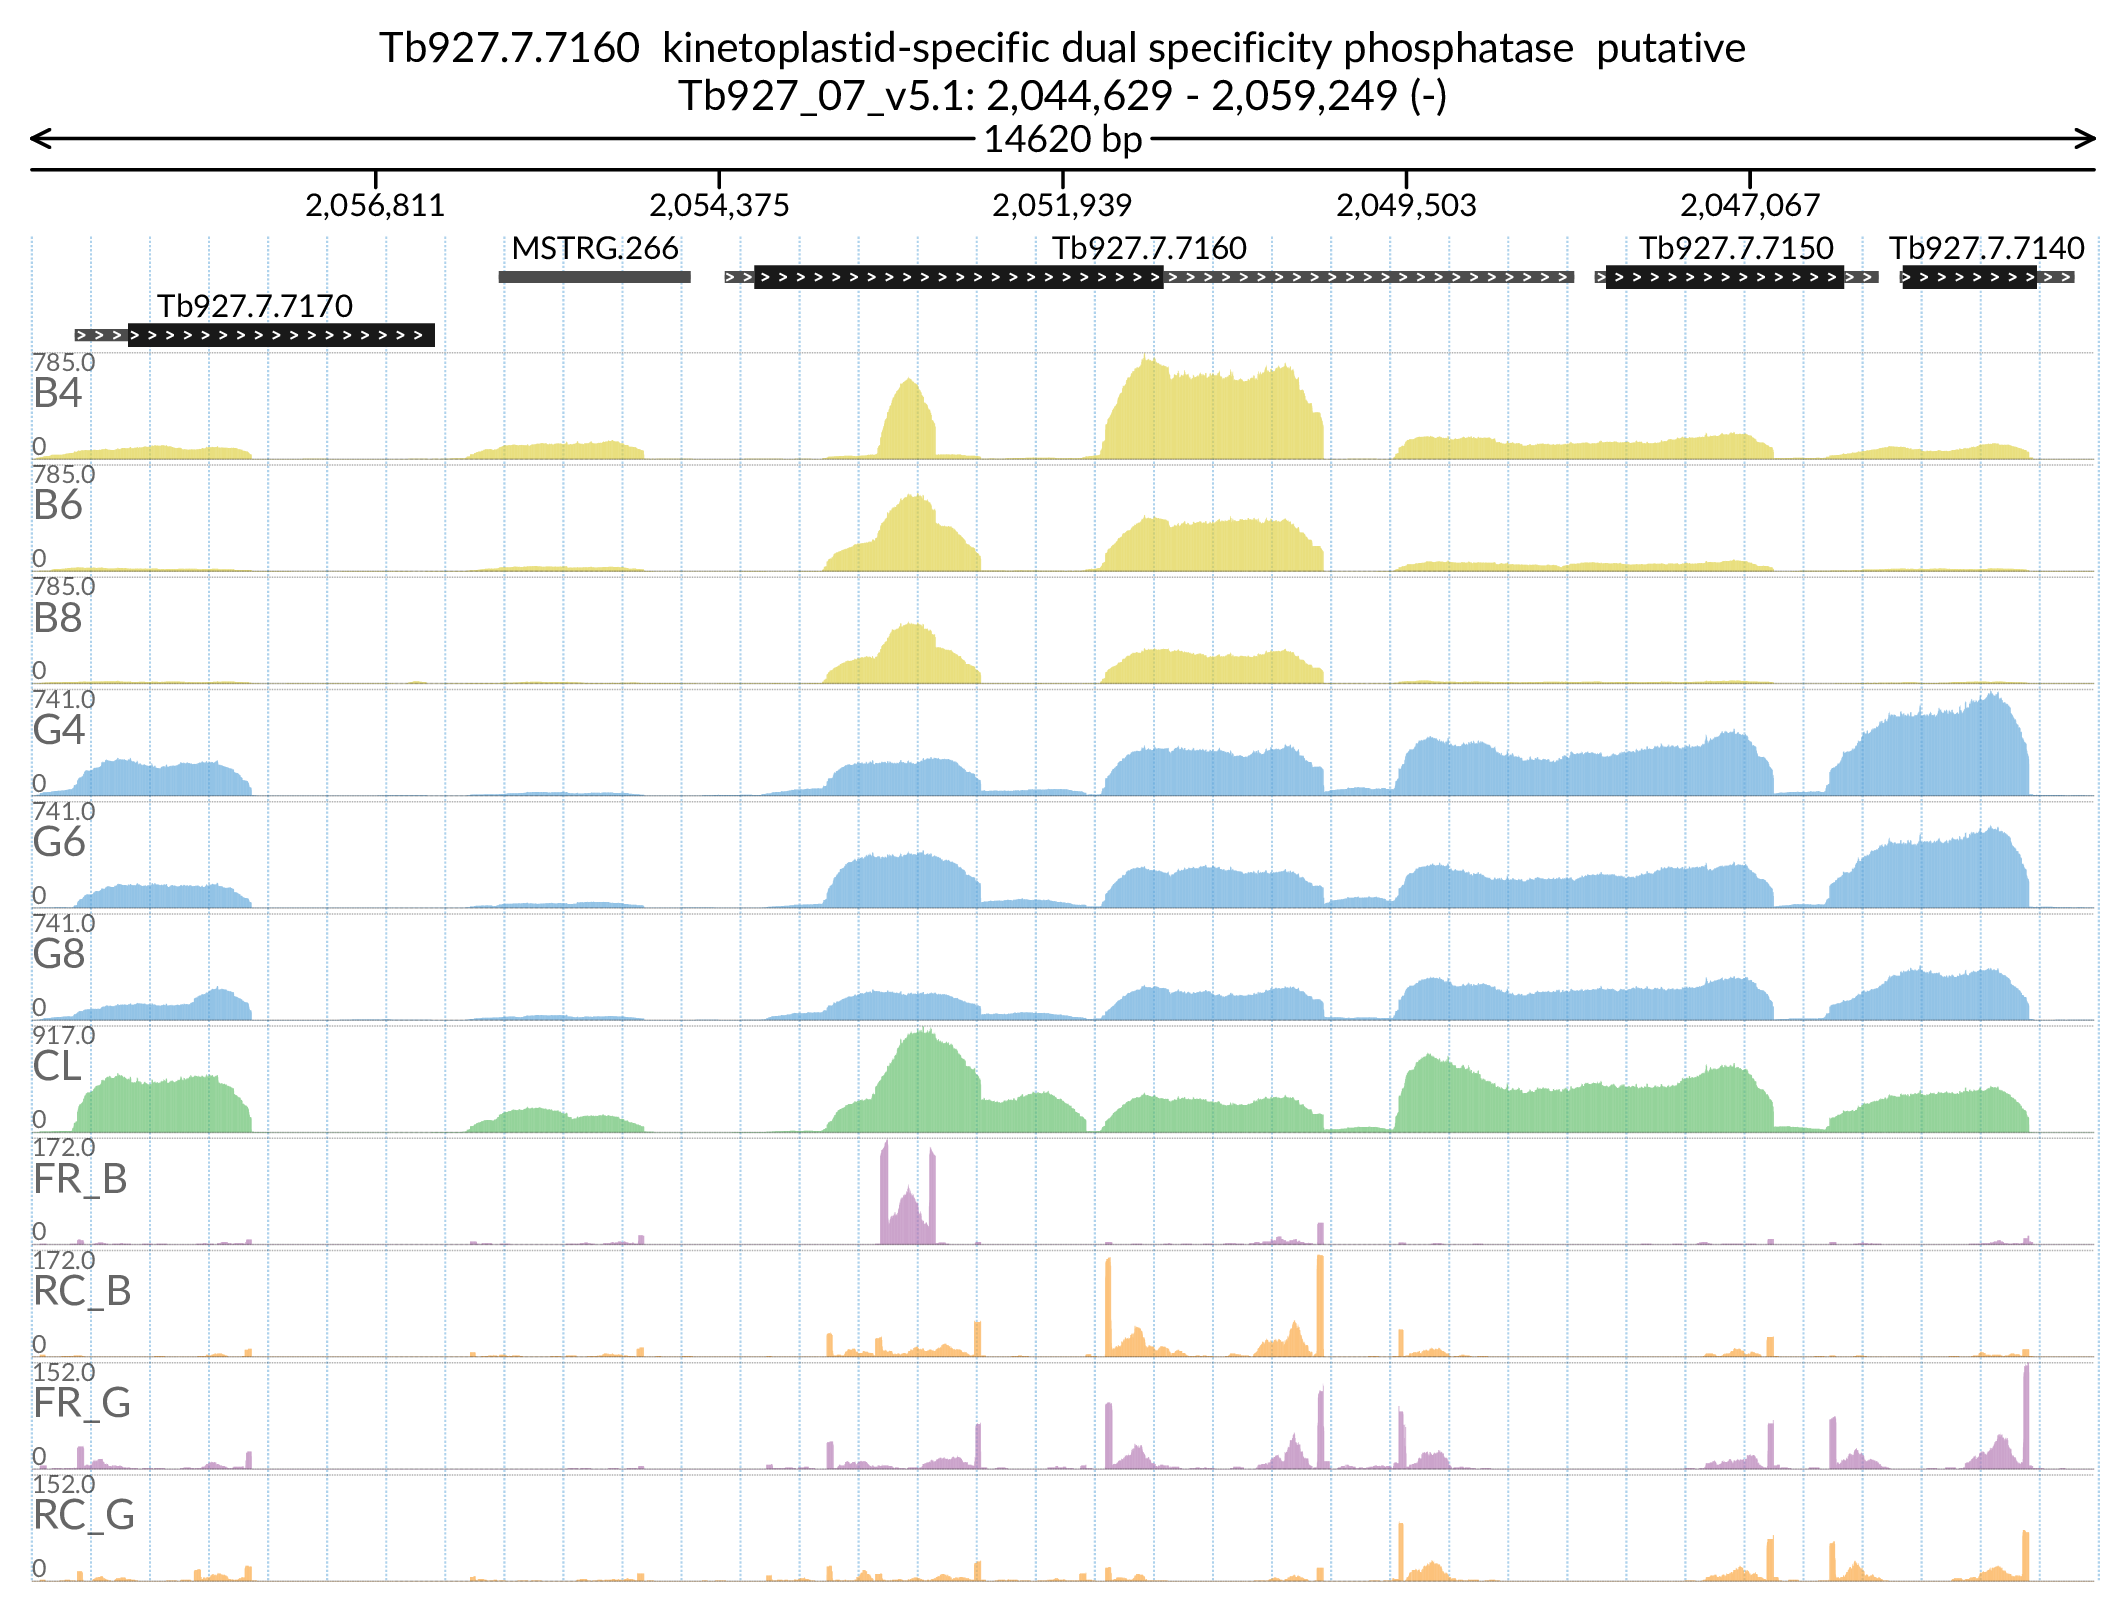 Tb927.7.7160  kinetoplastid-specific dual specificity phosphatase  putative
Tb927_07_v5.1: 2,044,629 - 2,059,249 (-)
14620 bp
2,056,811 2,054,375 2,051,939 2,049,503 2,047,067
MSTRG.266 Tb927.7.7160 Tb927.7.7150 Tb927.7.7140
Tb927.7.7170
785.0
B4
0
785.0
B6
0
785.0
B8
0
741.0
G4
0
741.0
G6
0
741.0
G8
0
917.0
CL
0
172.0
FR_B
0
172.0
RC_B
0
152.0
FR_G
0
152.0
RC_G
0